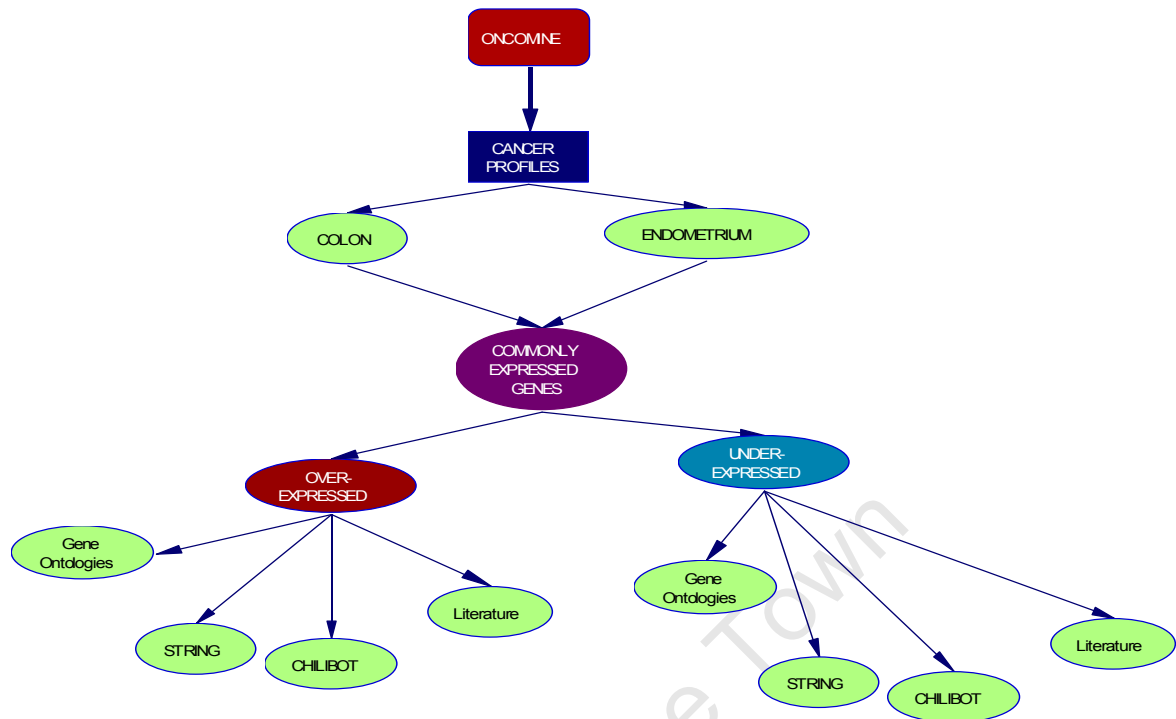 ONCOMINE
CANCER
PROFILES
COLON
ENDOMETRIUM
COMMONLY
EXPRESSED
GENES
OVER-
EXPRESSED
UNDER-
EXPRESSED
Gene
Ontologies
STRING
CHILIBOT
Literature
Gene
Ontologies
STRING
CHILIBOT
Literature
Town